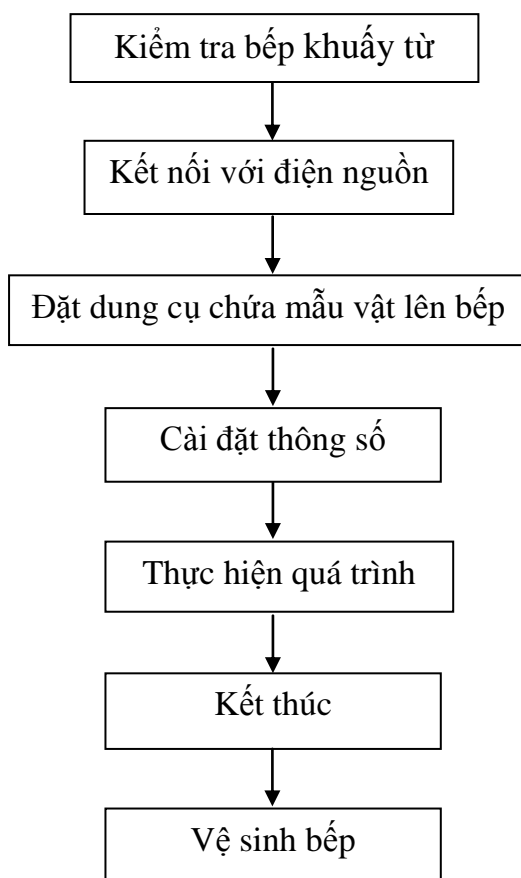 Kiểm tra bếp khuấy từ
Kết nối với điện nguồn
Đặt dung cụ chứa mẫu vật lên bếp
Cài đặt thông số
Thực hiện quá trình
Kết thúc
Vệ sinh bếp